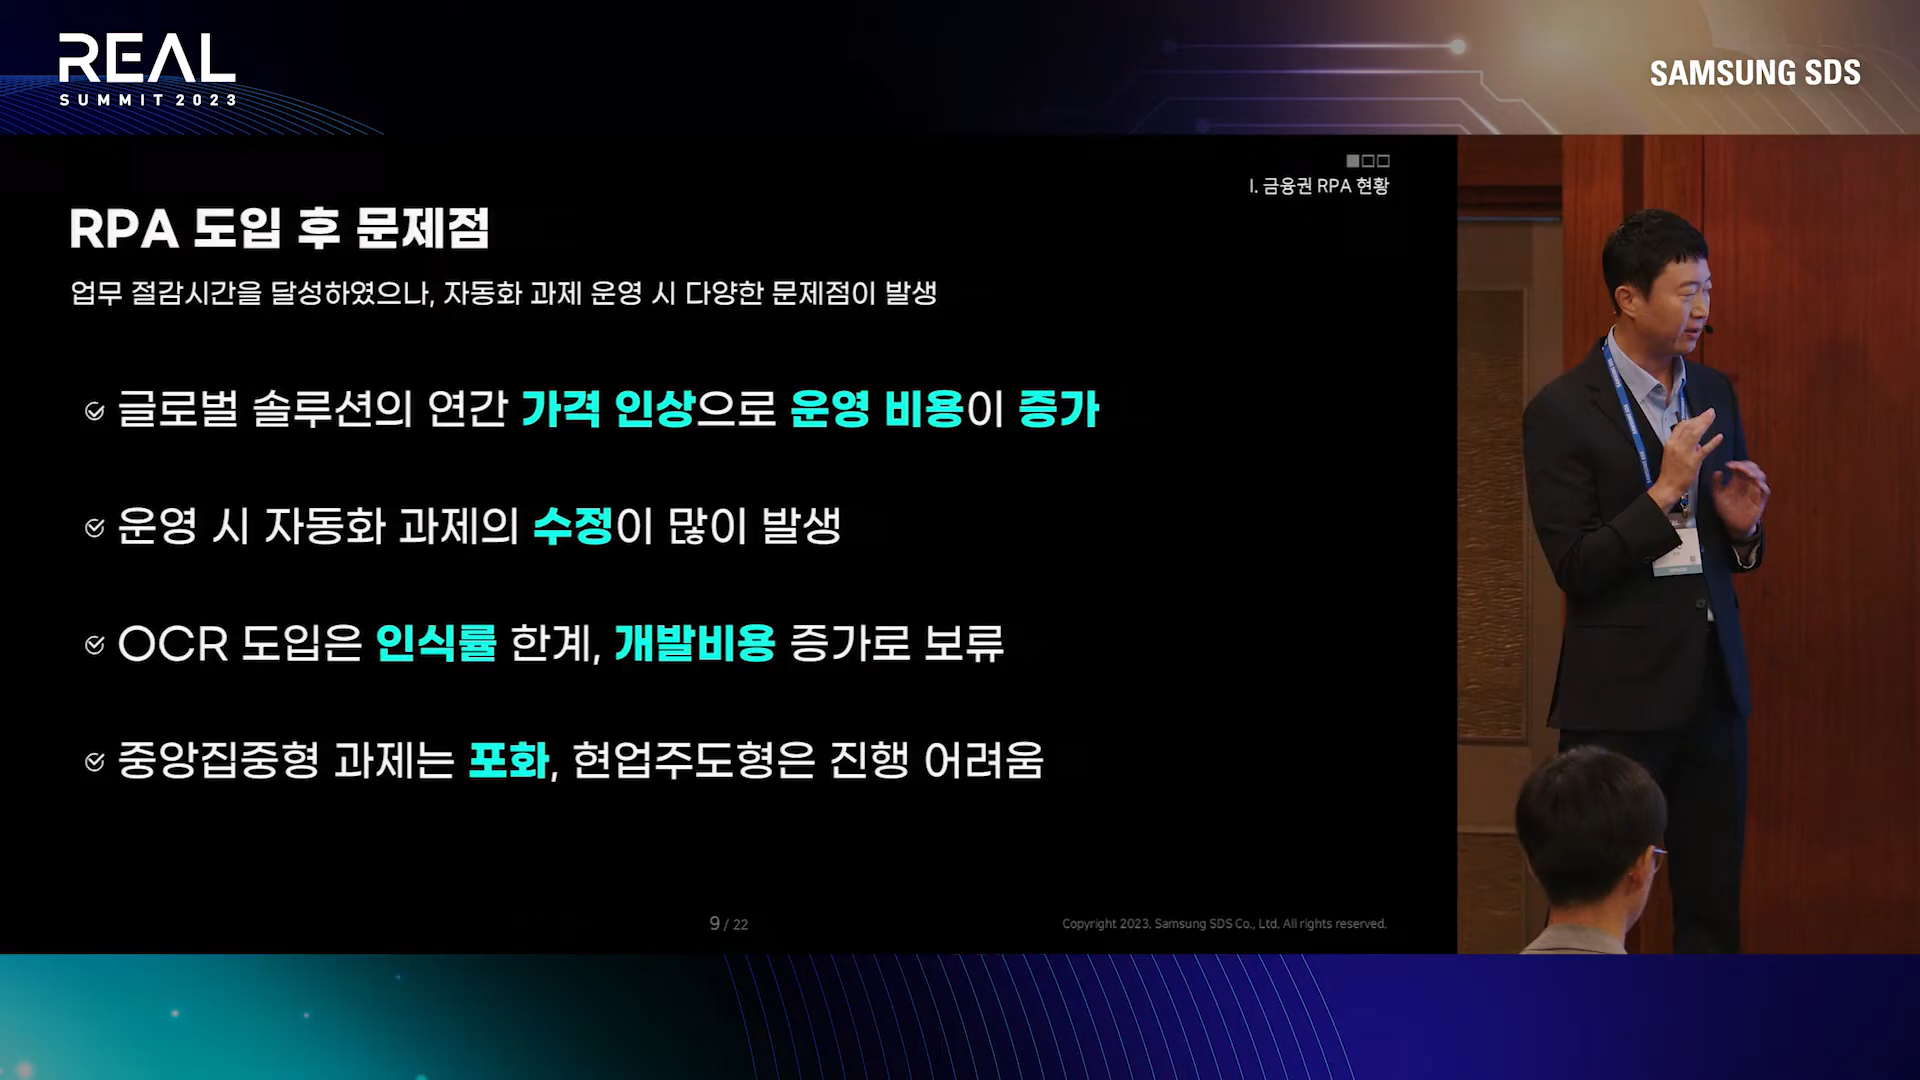 REAL
SUMMIT 2023
SAMSUNG SDS
I. 금융권 RPA 현황
RPA 도입 후 문제점
업무 절감시간을 달성하였으나, 자동화 과제 운영 시 다양한 문제점이 발생
글로벌 솔루션의 연간 가격 인상으로 운영 비용이 증가
운영 시 자동화 과제의 수정이 많이 발생
OCR 도입은 인식률 한계, 개발비용 증가로 보류
중앙집중형 과제는 포화, 현업주도형은 진행 어려움
9 / 22
Copyright 2023. Samsung SDS Co., Ltd. All rights reserved.